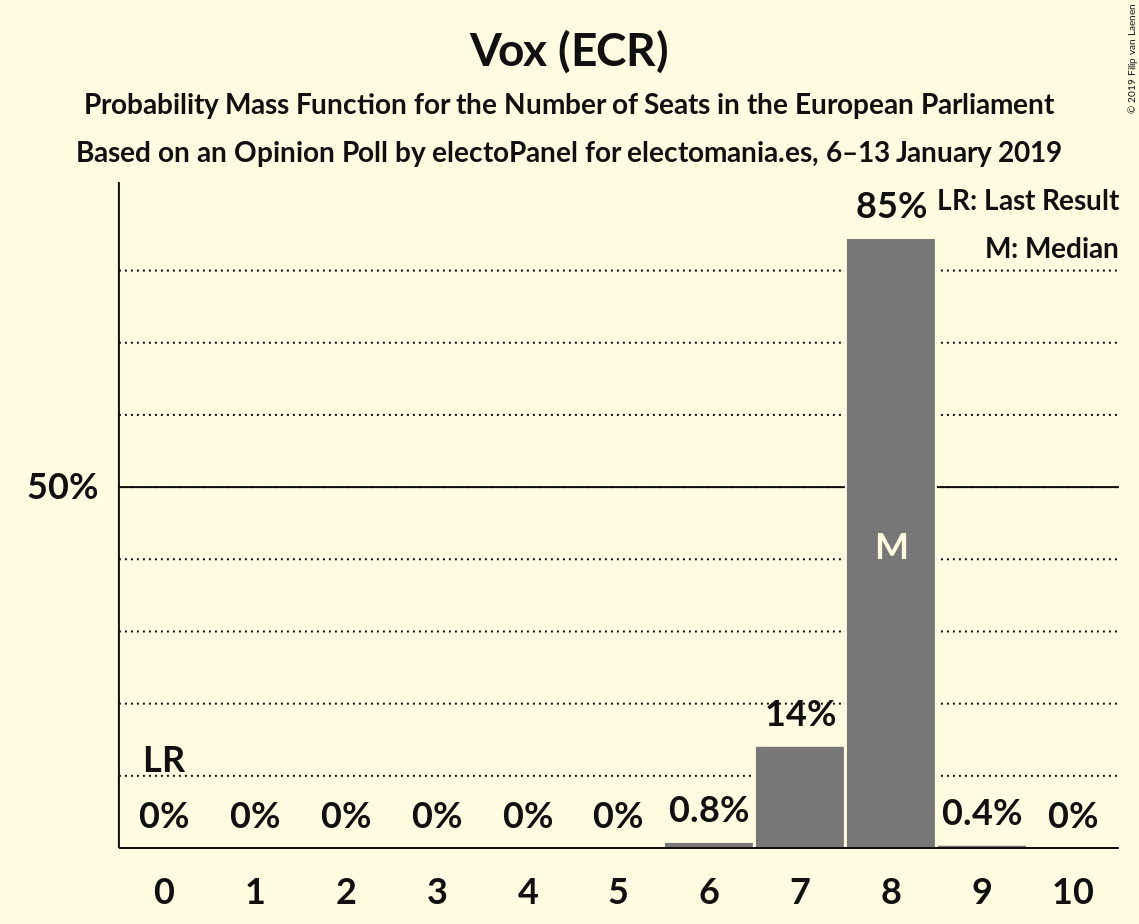 Vox (ECR)
Probability Mass Function for the Number of Seats in the European Parliament
Based on an Opinion Poll by electoPanel for electomania.es, 6–13 January 2019
© 2019 Filip van Laenen
85%
LR: Last Result
M: Median
50%
M
14%
LR
0% 0% 0% 0% 0% 0% 0.8% 0.4% 0%
0 1 2 3 4 5 6 7 8 9 10